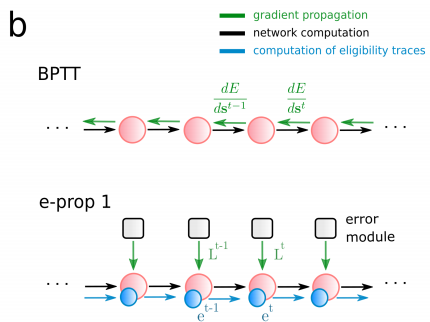 b
gradient propagation
network computation
computation of eligibility traces
BPTT
dE/ds^{t-1} dE/ds^t
... ...
e-prop 1
error
module
L^{t-1} L^t
... ...
e^{t-1} e^t